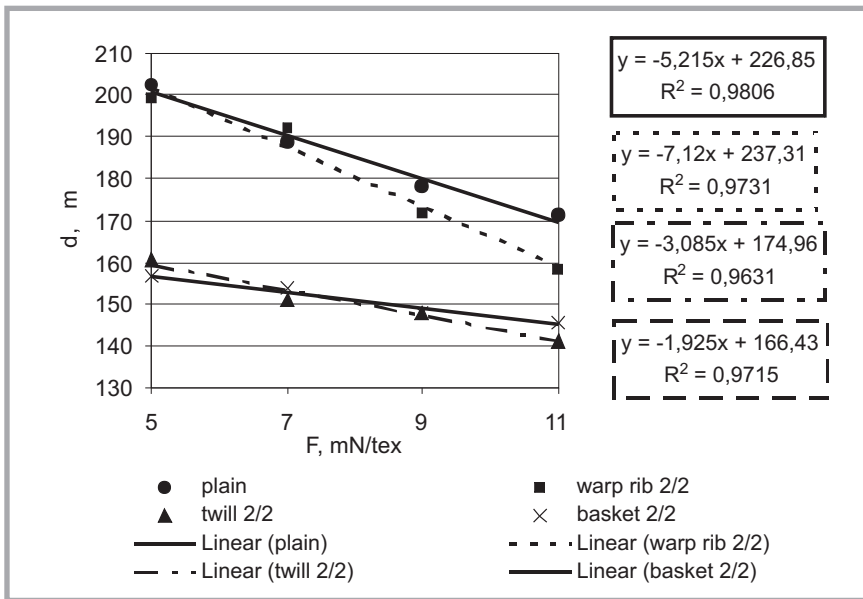 210
200
190
180
170
160
150
140
130
d, m
5 7 9 11
F, mN/tex
y = -5,215x + 226,85
R² = 0,9806
y = -7,12x + 237,31
R² = 0,9731
y = -3,085x + 174,96
R² = 0,9631
y = -1,925x + 166,43
R² = 0,9715
plain
warp rib 2/2
twill 2/2
basket 2/2
Linear (plain)
Linear (warp rib 2/2)
Linear (twill 2/2)
Linear (basket 2/2)